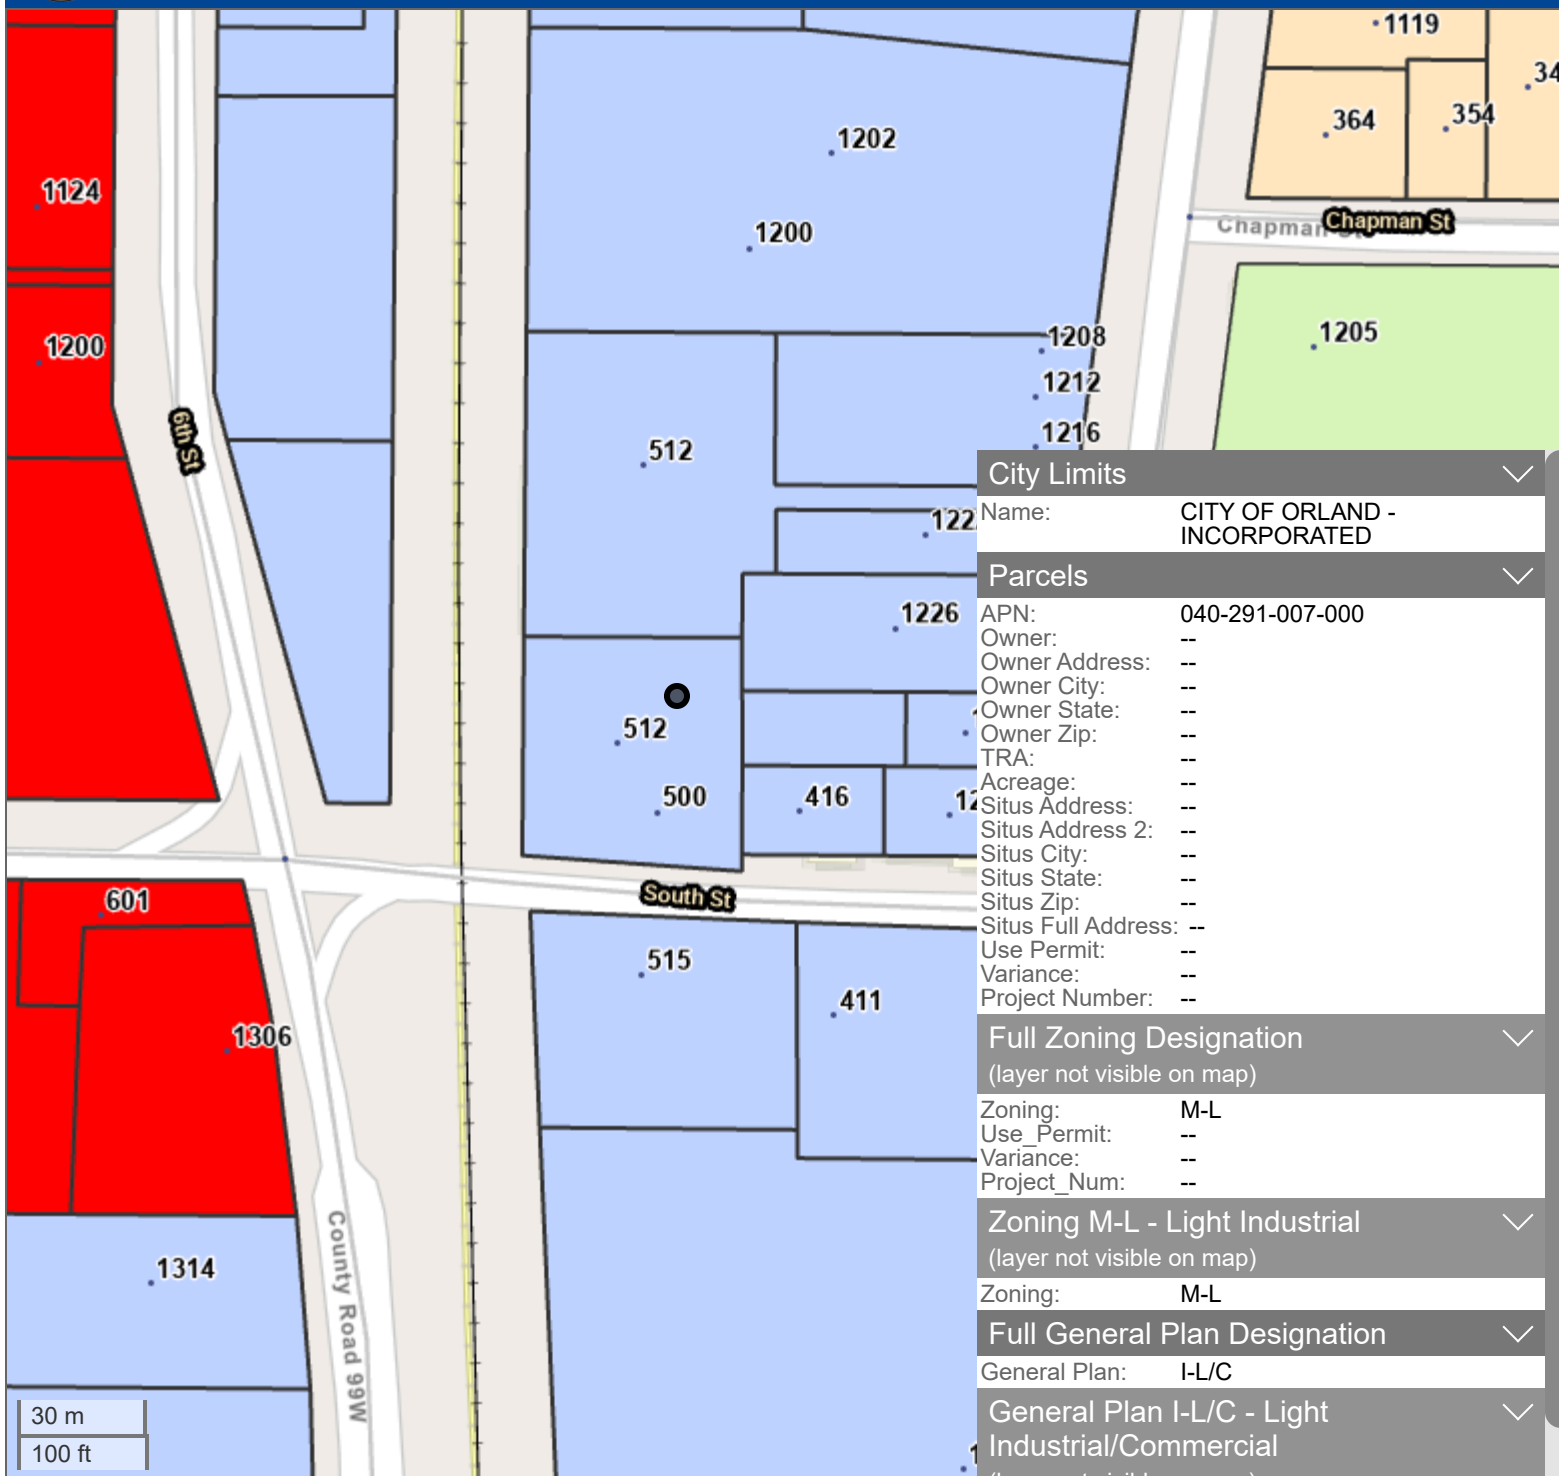 1119
34
364
354
1202
1124
1200
Chapman St
Chapman
1205
1208
1200
1212
6th St
1216
512
City Limits
122
Name: CITY OF ORLAND -
INCORPORATED
Parcels
1226
APN: 040-291-007-000
Owner: --
Owner Address: --
Owner City: --
Owner State: --
512
Owner Zip: --
TRA: --
Acreage: --
500
416
12
Situs Address: --
Situs Address 2: --
Situs City: --
Situs State: --
South St
601
Situs Zip: --
Situs Full Address: --
Use Permit: --
515
Variance: --
411
Project Number: --
1306
Full Zoning Designation
(layer not visible on map)
Zoning: M-L
Use_Permit: --
Variance: --
Project_Num: --
Zoning M-L - Light Industrial
(layer not visible on map)
1314
Zoning: M-L
County Road 99W
Full General Plan Designation
General Plan: I-L/C
General Plan I-L/C - Light
Industrial/Commercial
30 m
100 ft